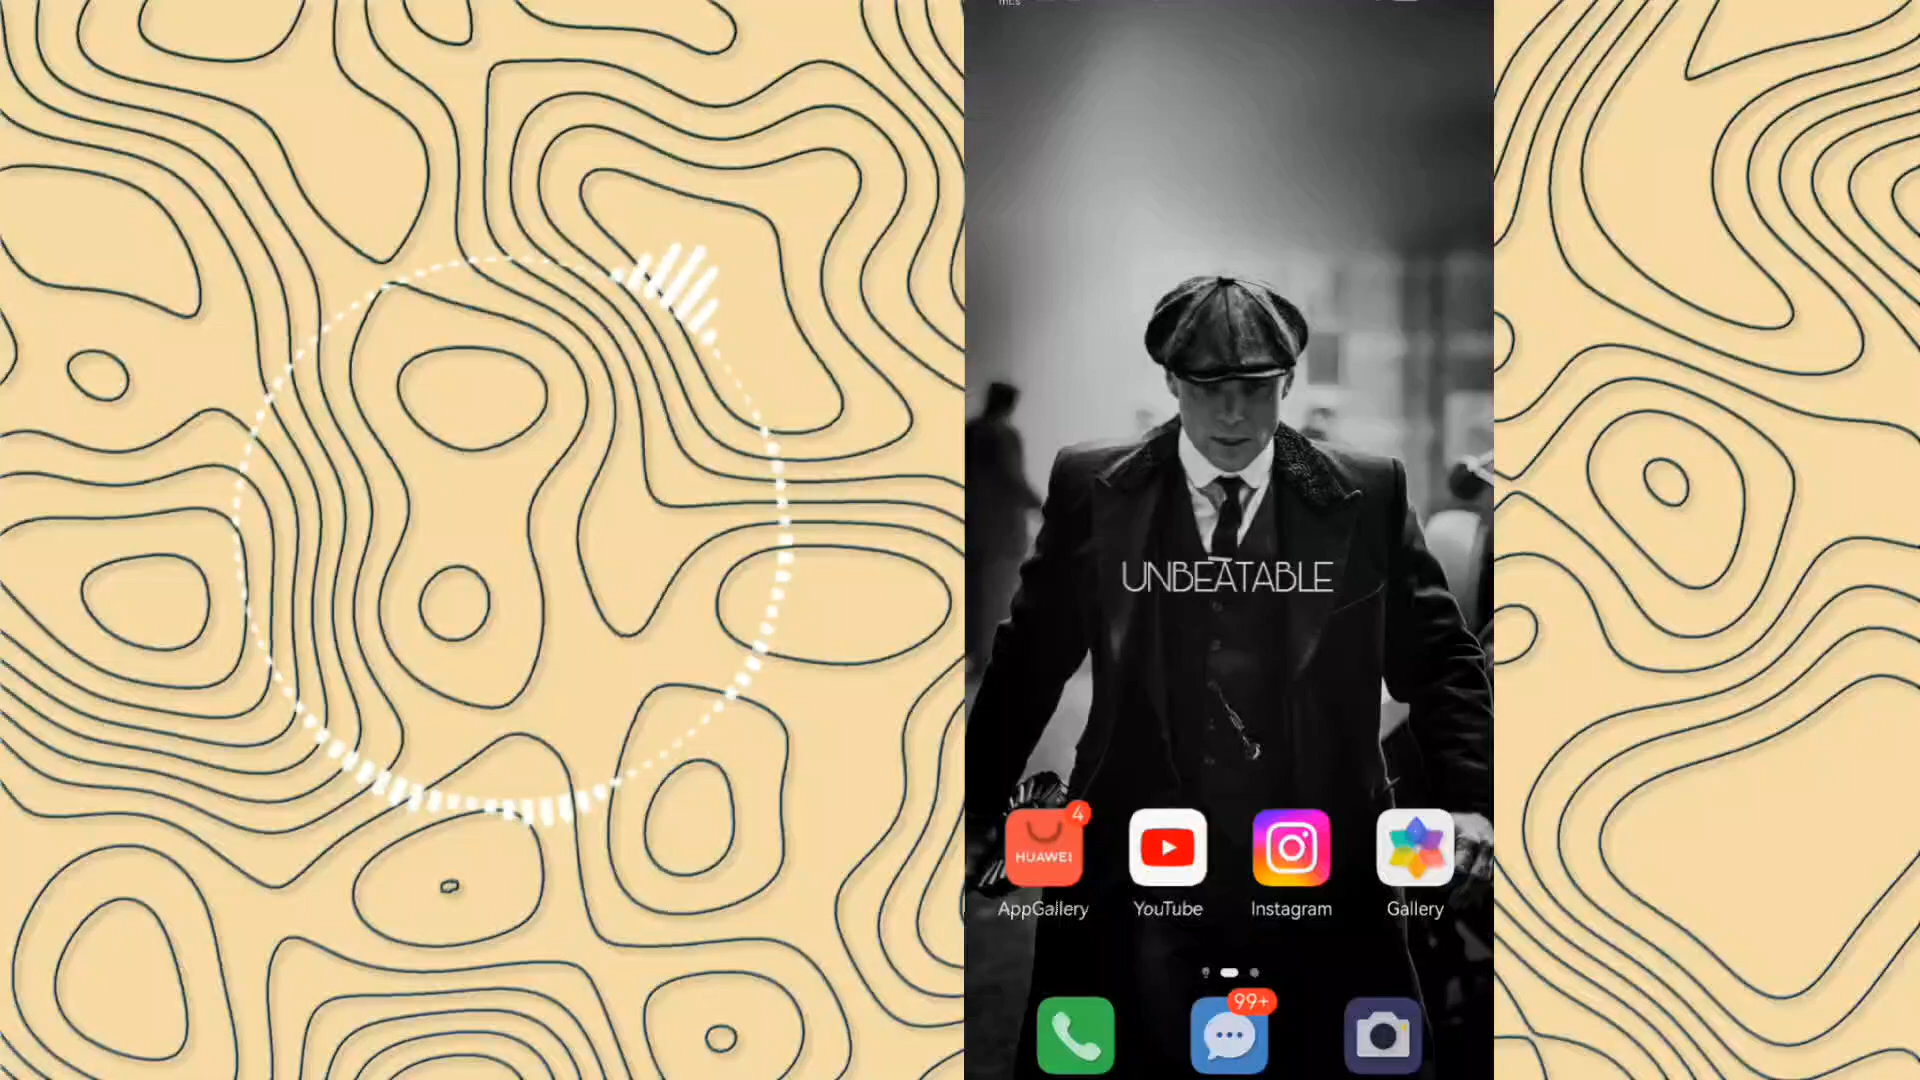 UNBEATABLE
4
HUAWEI
AppGallery
YouTube
Instagram
Gallery
99+